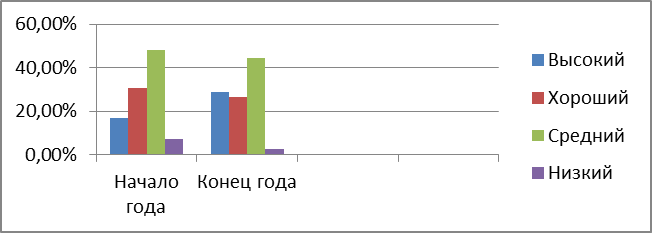 60,00%
40,00%
20,00%
0,00%
Начало
года
Конец года
Высокий
Хороший
Средний
Низкий